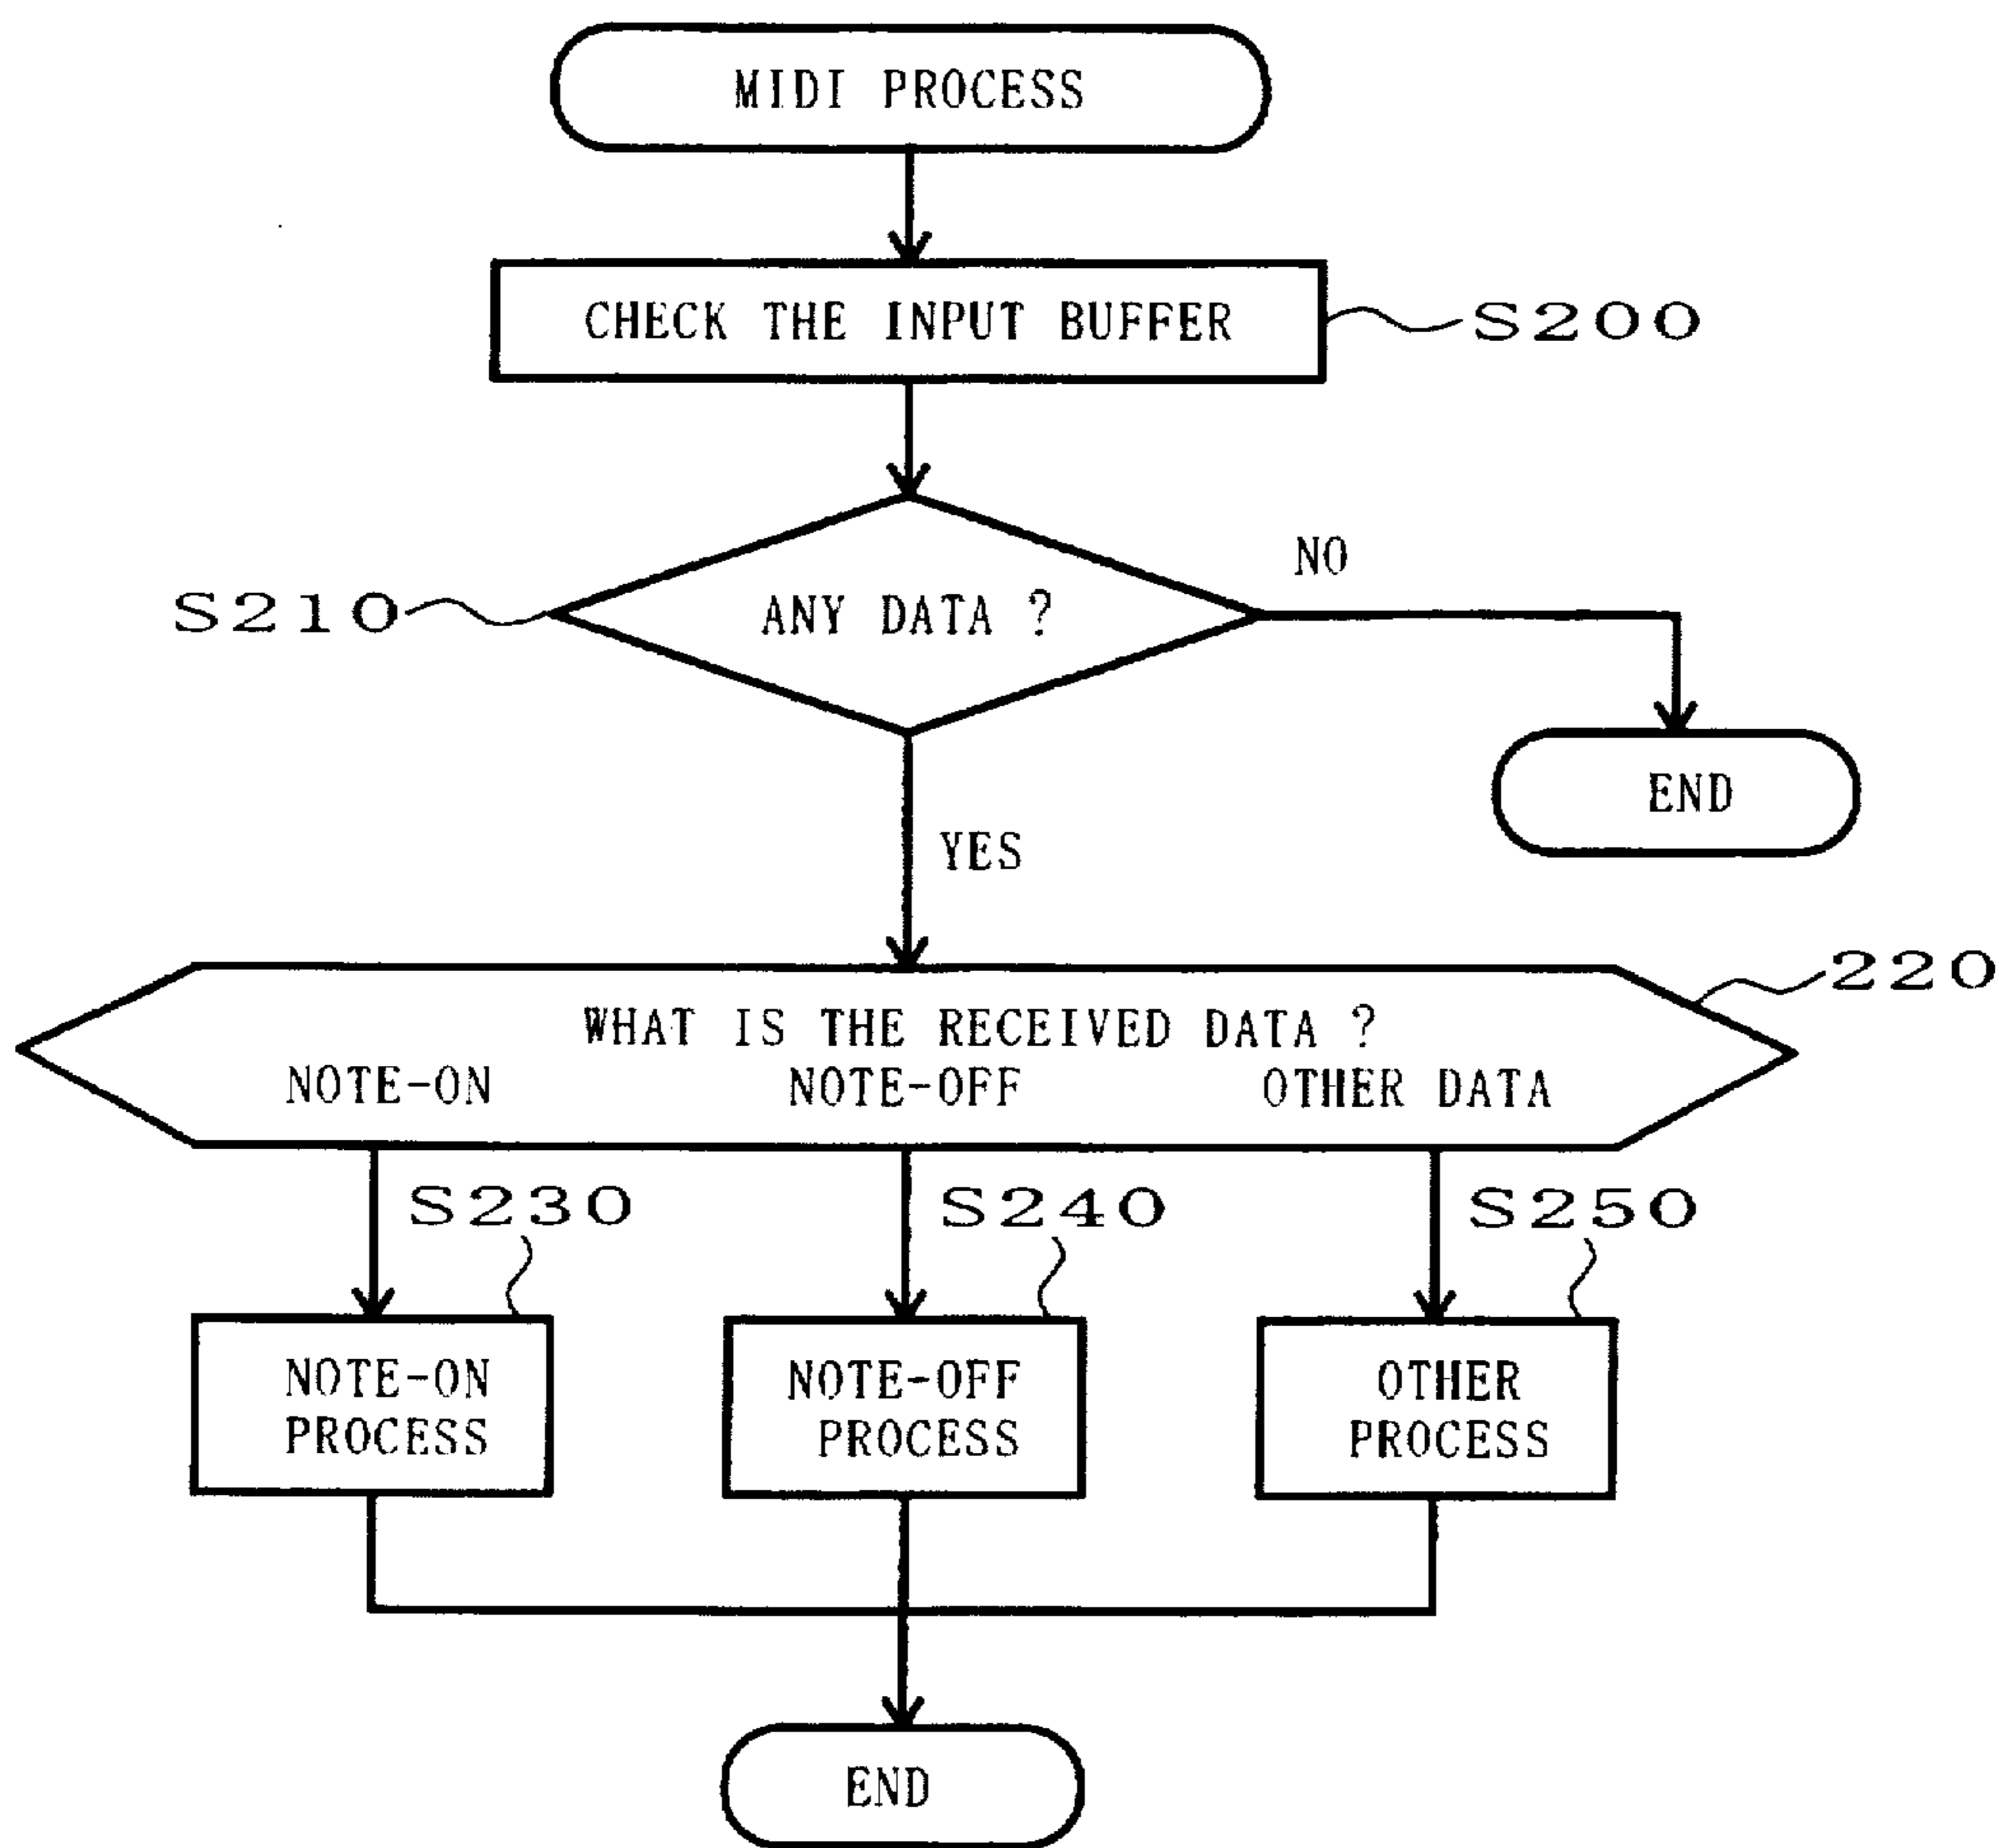 MIDI PROCESS
CHECK THE INPUT BUFFER
S200
NO
S210
ANY DATA ?
END
YES
220
WHAT IS THE RECEIVED DATA ?
NOTE-ON
NOTE-OFF
OTHER DATA
S230
S240
S250
NOTE-ON
PROCESS
NOTE-OFF
PROCESS
OTHER
PROCESS
END